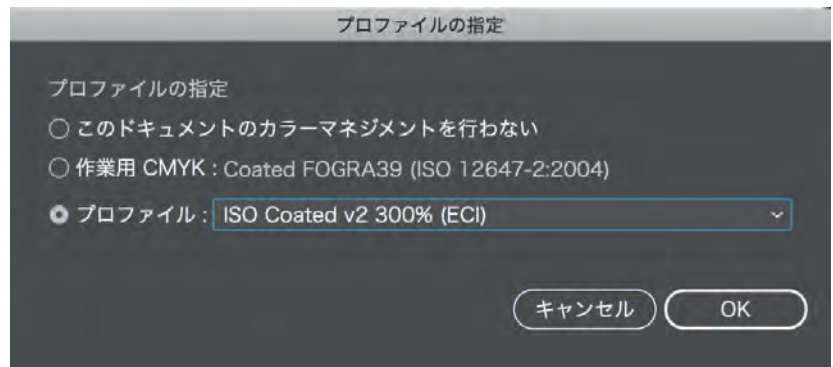 プロファイルの指定
プロファイルの指定
このドキュメントのカラーマネジメントを行わない
作業用 CMYK : Coated FOGRA39 (ISO 12647-2:2004)
プロファイル : ISO Coated v2 300% (ECI)
キャンセル OK